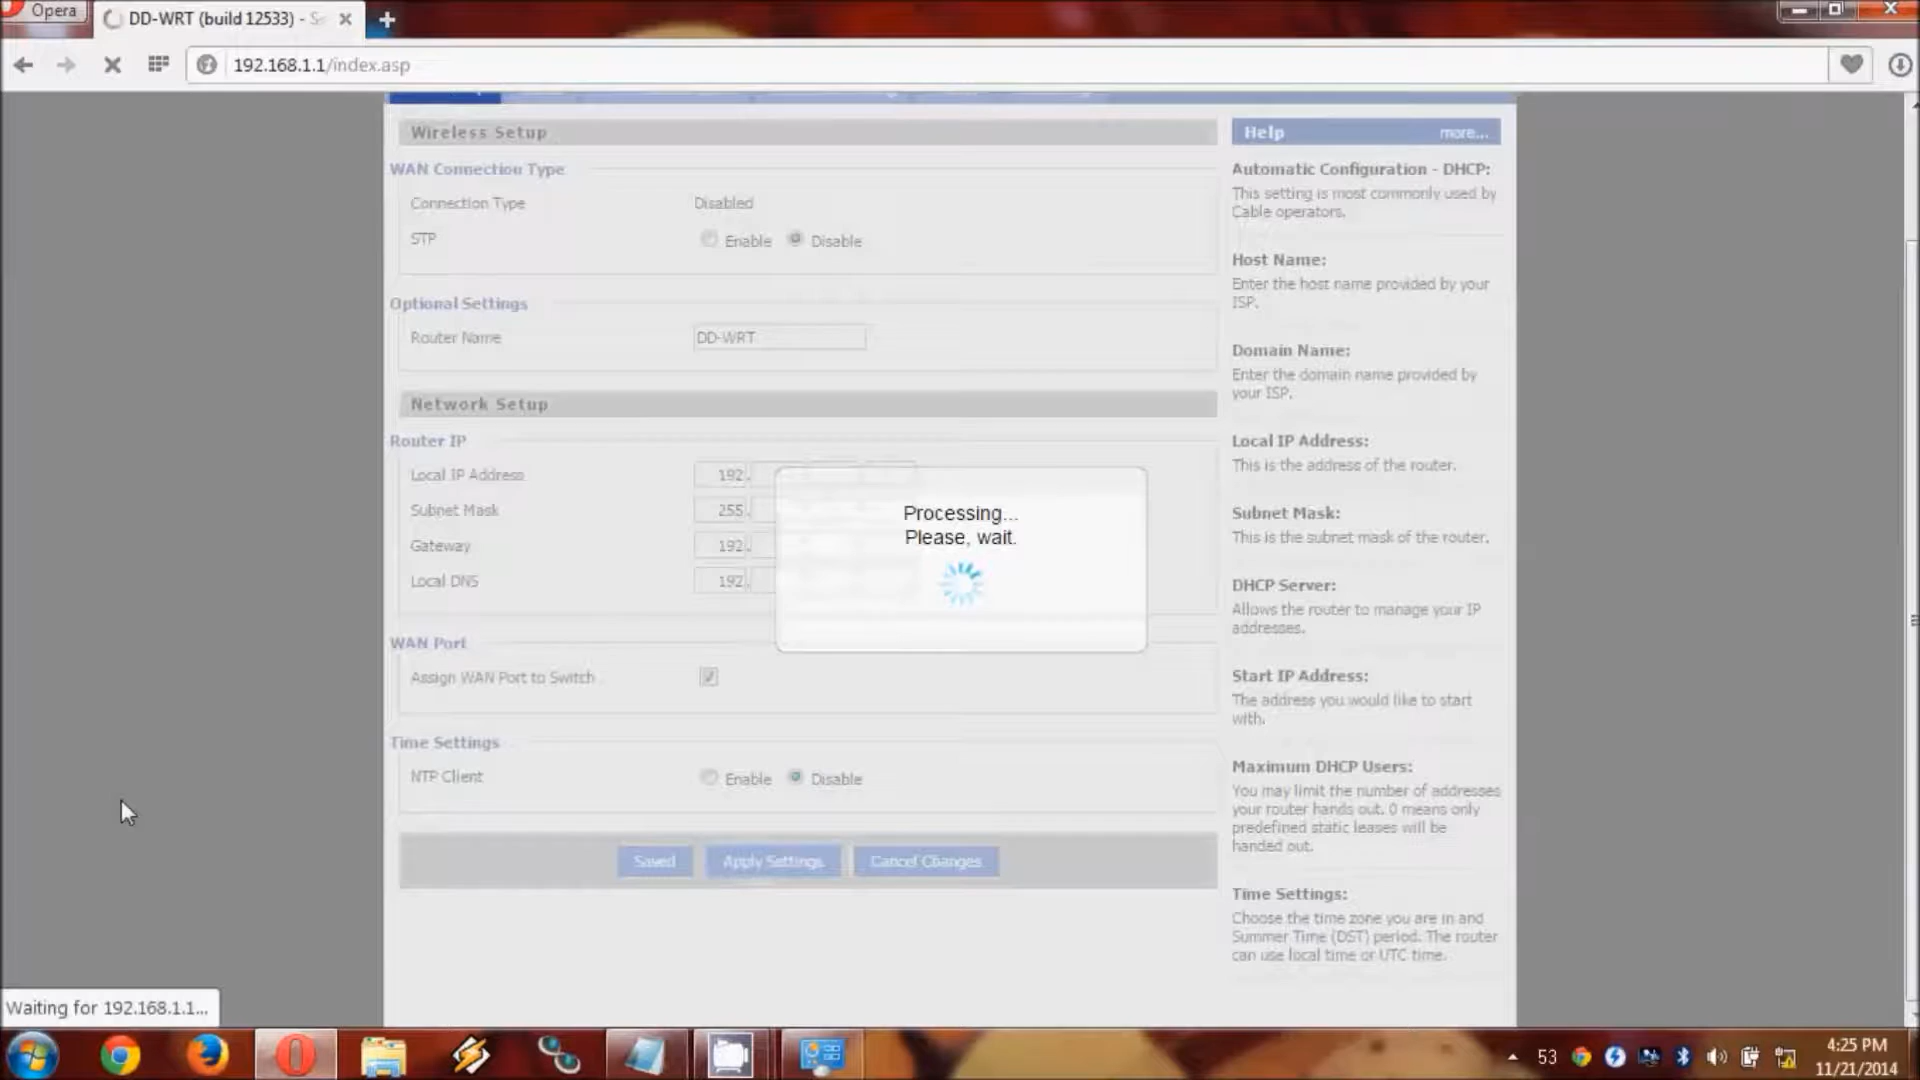 Opera
DD-WRT (build 12533) - S
192.168.1.1/index.asp
Wireless Setup
WAN Connection Type
Connection Type Disabled
STP Enable Disable
Optional Settings
Router Name DD-WRT
Network Setup
Router IP
Local IP Address 192.
Subnet Mask 255.
Gateway 192.
Local DNS 192.
Processing...
Please, wait.
WAN Port
Assign WAN Port to Switch
Time Settings
NTP Client Enable Disable
Saved Apply Settings Cancel Changes
Help more...
Automatic Configuration - DHCP:
This setting is most commonly used by
Cable operators.
Host Name:
Enter the host name provided by your
ISP.
Domain Name:
Enter the domain name provided by
your ISP.
Local IP Address:
This is the address of the router.
Subnet Mask:
This is the subnet mask of the router.
DHCP Server:
Allows the router to manage your IP
addresses.
Start IP Address:
The address you would like to start
with.
Maximum DHCP Users:
You may limit the number of addresses
your router hands out. 0 means only
predefined static leases will be
handed out.
Time Settings:
Choose the time zone you are in and
Summer Time (DST) period. The router
can use local time or UTC time.
Waiting for 192.168.1.1...
53
4:25 PM
11/21/2014